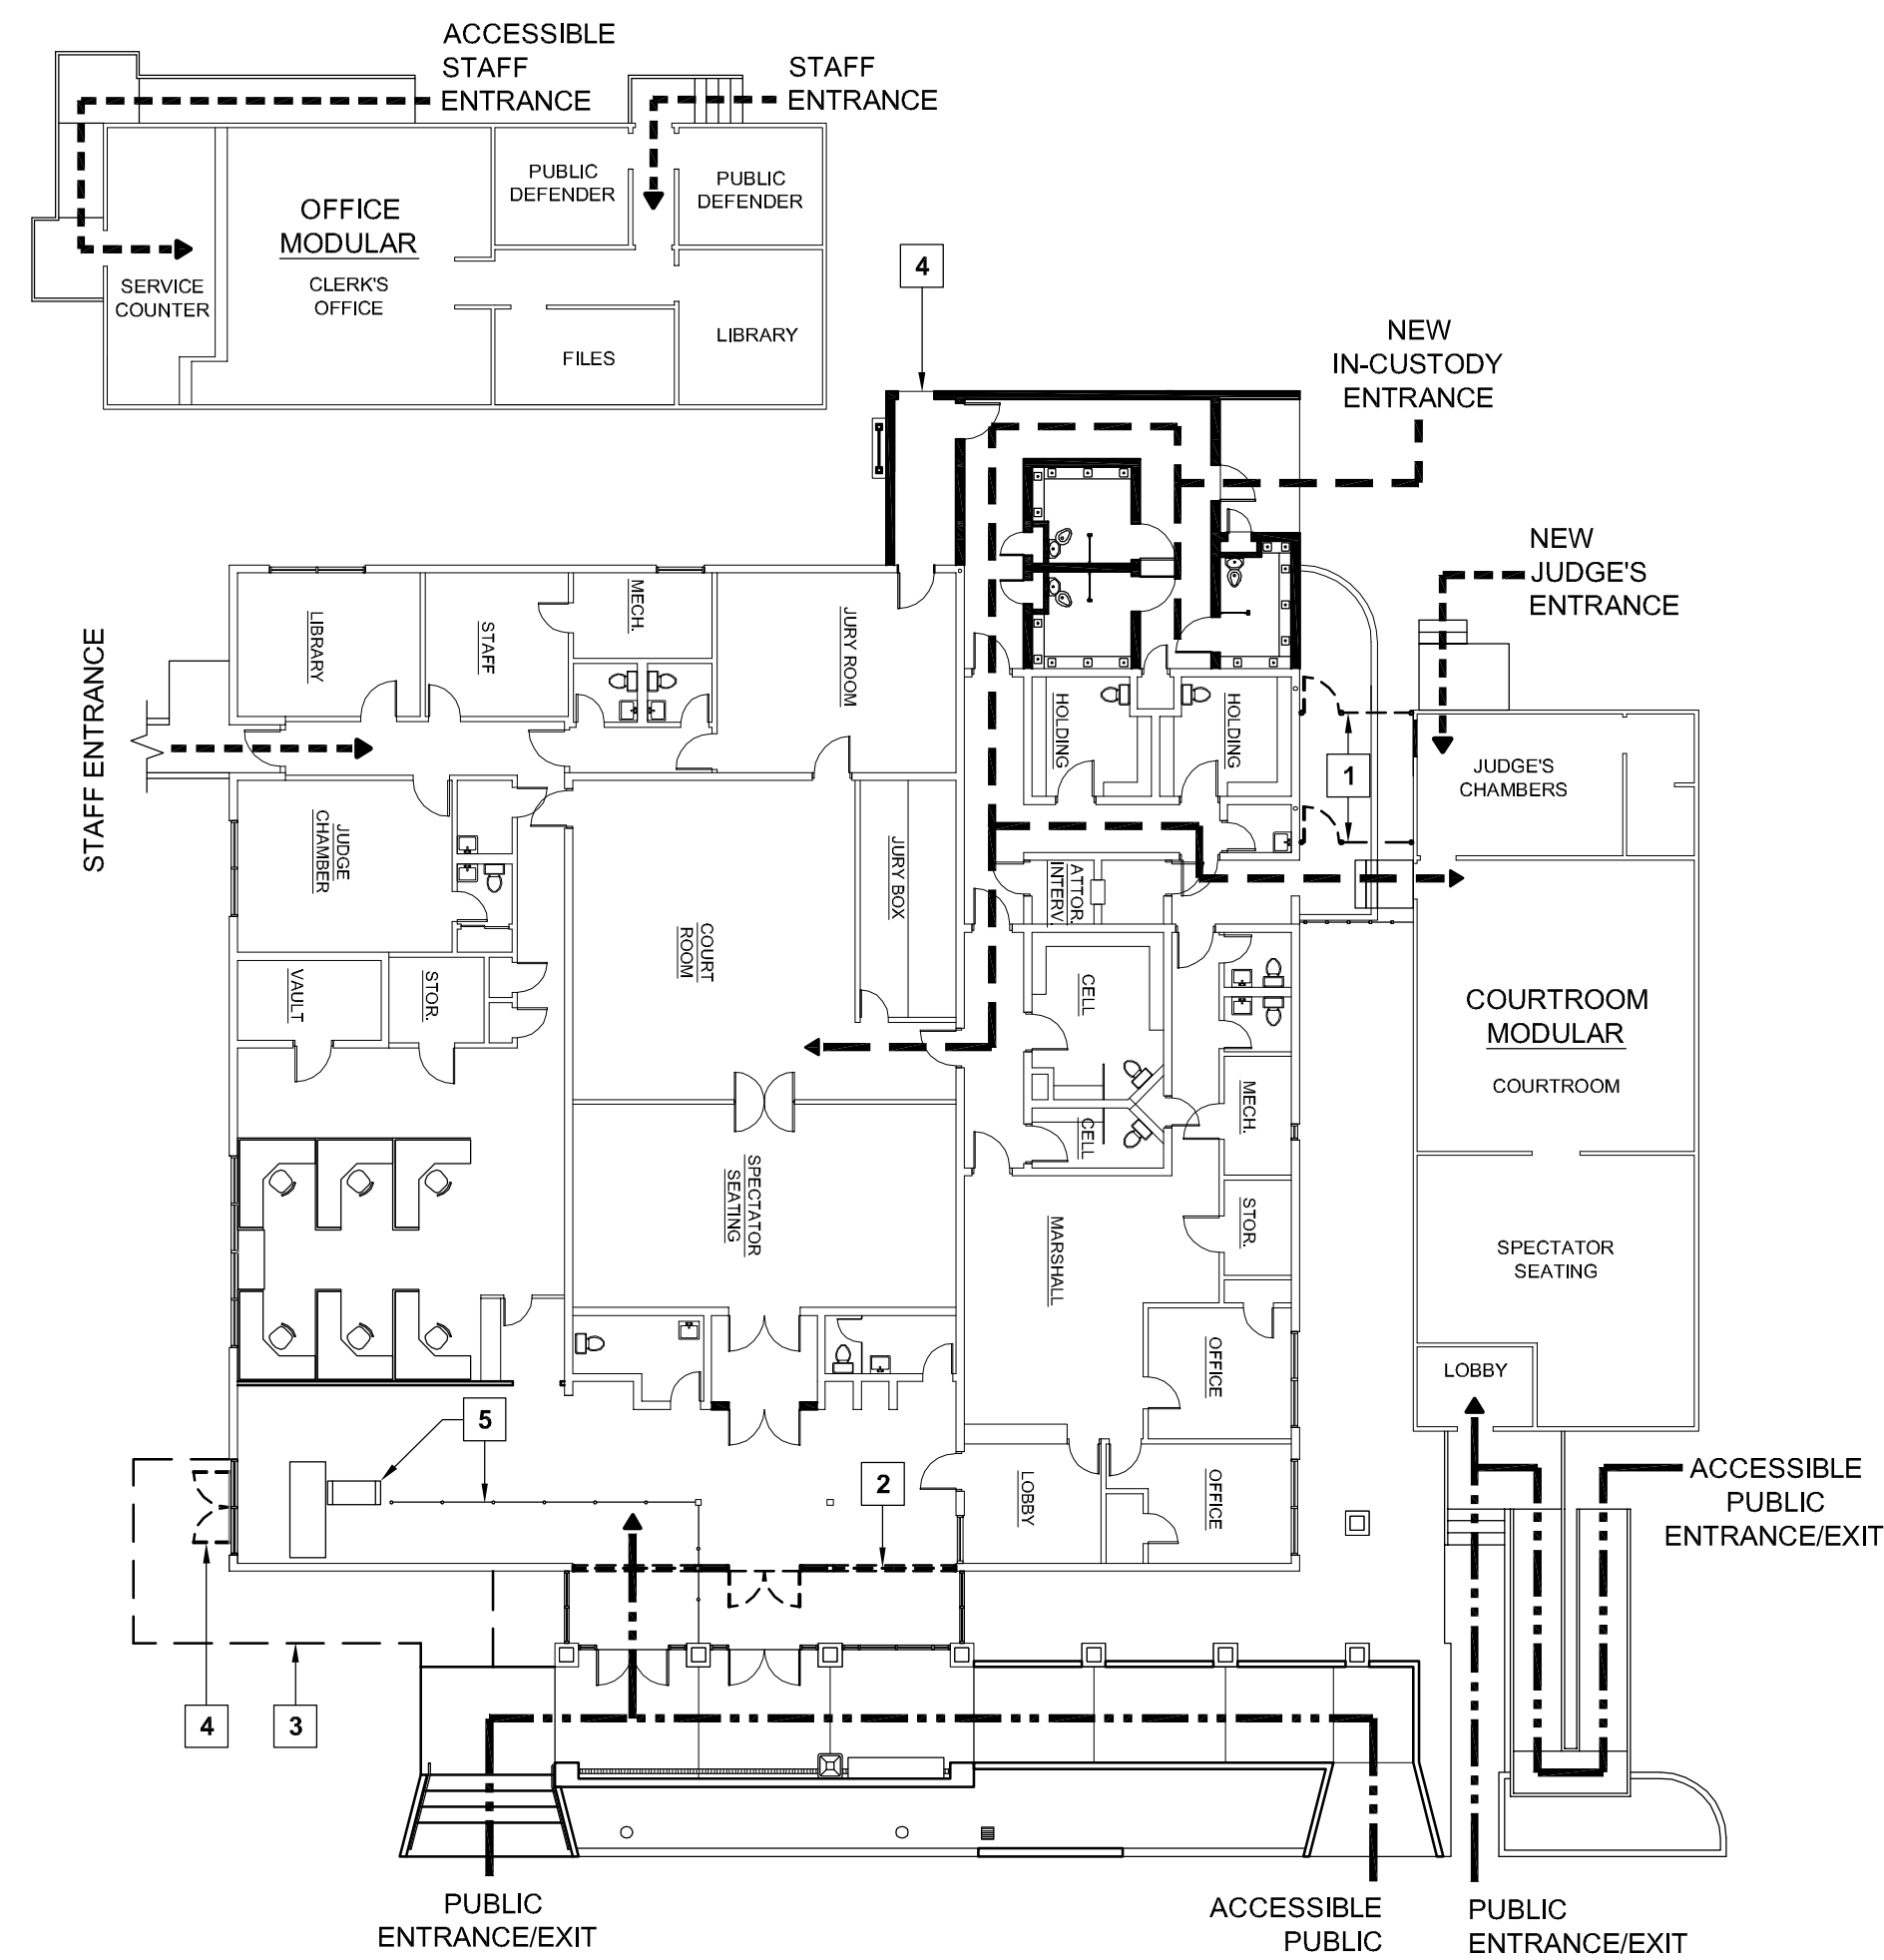 ACCESSIBLE
STAFF
ENTRANCE
STAFF
ENTRANCE
PUBLIC
DEFENDER
PUBLIC
DEFENDER
OFFICE
MODULAR
CLERK'S
OFFICE
SERVICE
COUNTER
FILES
LIBRARY
4
NEW
IN-CUSTODY
ENTRANCE
NEW
JUDGE'S
ENTRANCE
STAFF ENTRANCE
LIBRARY
STAFF
MECH.
JURY ROOM
HOLDING
HOLDING
1
JUDGE'S
CHAMBERS
JUDGE
CHAMBER
JURY BOX
ATTOR.
INTERV.
COURT
ROOM
VAULT
STOR.
CELL
COURTROOM
MODULAR
COURTROOM
CELL
MECH.
SPECTATOR
SEATING
MARSHALL
STOR.
SPECTATOR
SEATING
OFFICE
LOBBY
5
2
LOBBY
OFFICE
ACCESSIBLE
PUBLIC
ENTRANCE/EXIT
4
3
PUBLIC
ENTRANCE/EXIT
ACCESSIBLE
PUBLIC
PUBLIC
ENTRANCE/EXIT